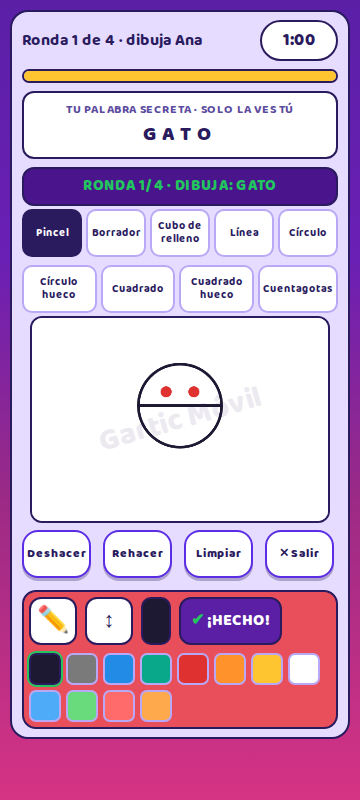 Ronda 1 de 4 · dibuja Ana
1:00
TU PALABRA SECRETA · SOLO LA VES TÚ
GATO
RONDA 1/4 · DIBUJA: GATO
Pincel
Borrador
Cubo de
relleno
Línea
Círculo
Círculo
hueco
Cuadrado
Cuadrado
hueco
Cuentagotas
Gartic Móvil
Deshacer
Rehacer
Limpiar
✕ Salir
✔ ¡HECHO!